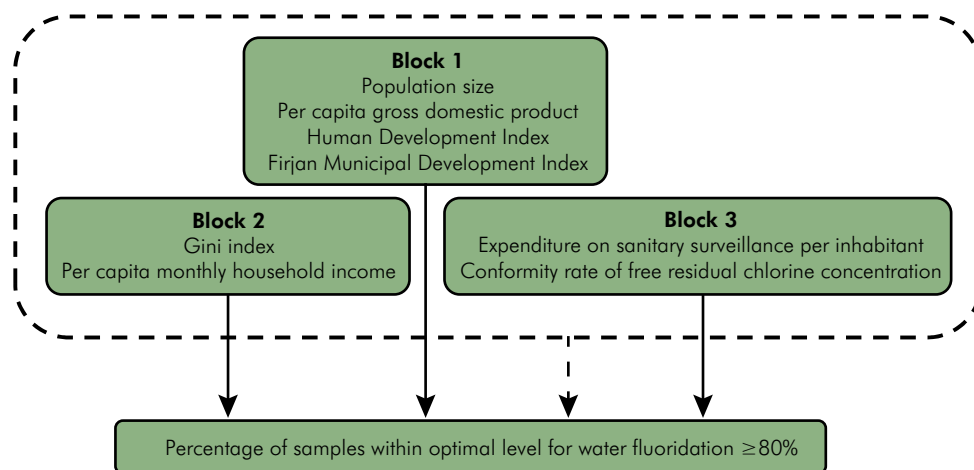 Block 1
Population size
Per capita gross domestic product
Human Development Index
Firjan Municipal Development Index
Block 2
Gini index
Per capita monthly household income
Block 3
Expenditure on sanitary surveillance per inhabitant
Conformity rate of free residual chlorine concentration
Percentage of samples within optimal level for water fluoridation ≥80%